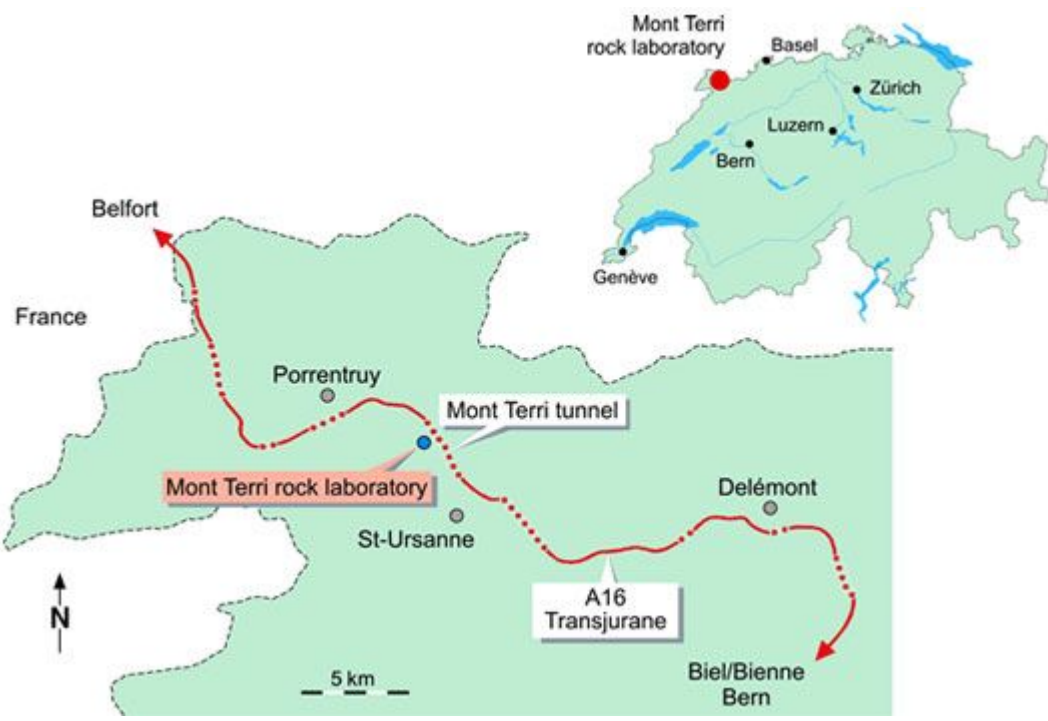 Mont Terri
rock laboratory
Basel
Zürich
Luzern
Bern
Genève
Belfort
France
Porrentruy
Mont Terri tunnel
Mont Terri rock laboratory
St-Ursanne
Delémont
A16
Transjurane
N
5 km
Biel/Bienne
Bern